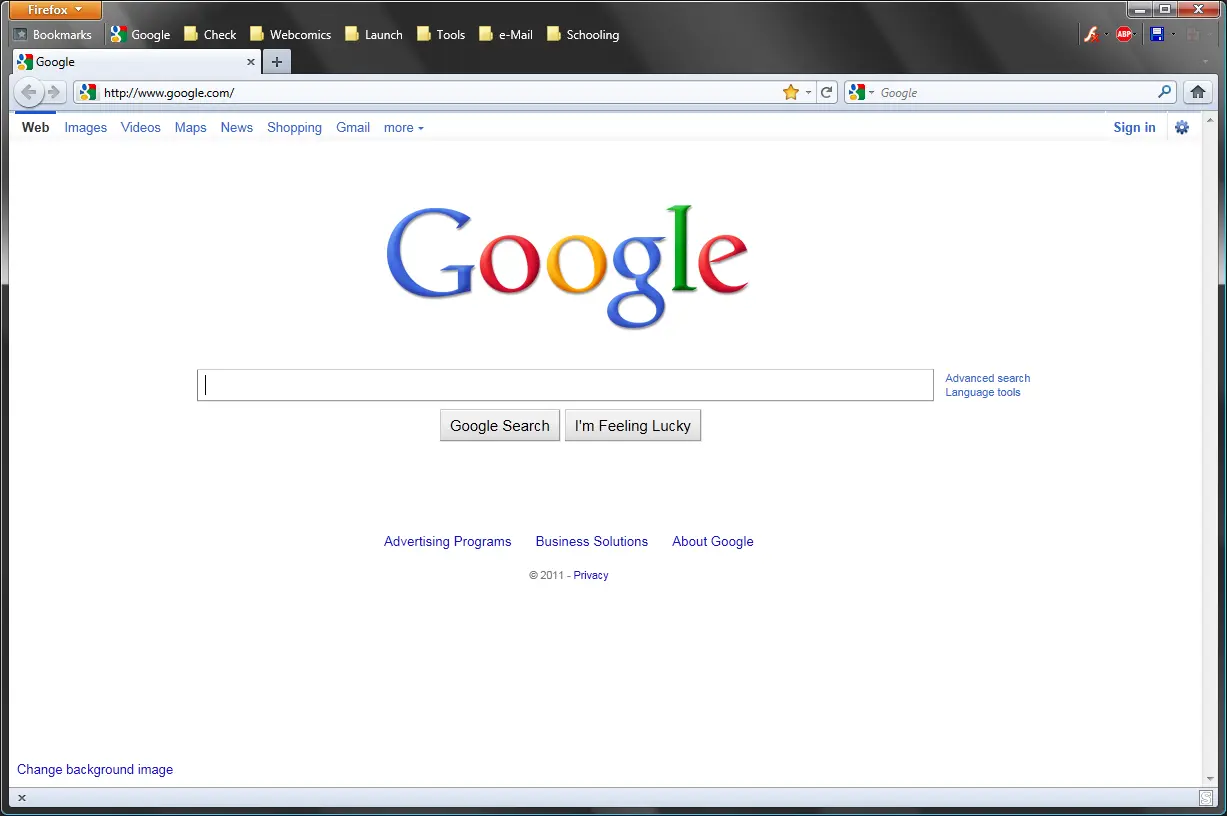 Firefox
Bookmarks Google Check Webcomics Launch Tools e-Mail Schooling
ABP
Google
http://www.google.com/ Google
Web Images Videos Maps News Shopping Gmail more Sign in
Google
Advanced search
Language tools
Google Search I'm Feeling Lucky
Advertising Programs Business Solutions About Google
© 2011 - Privacy
Change background image
S